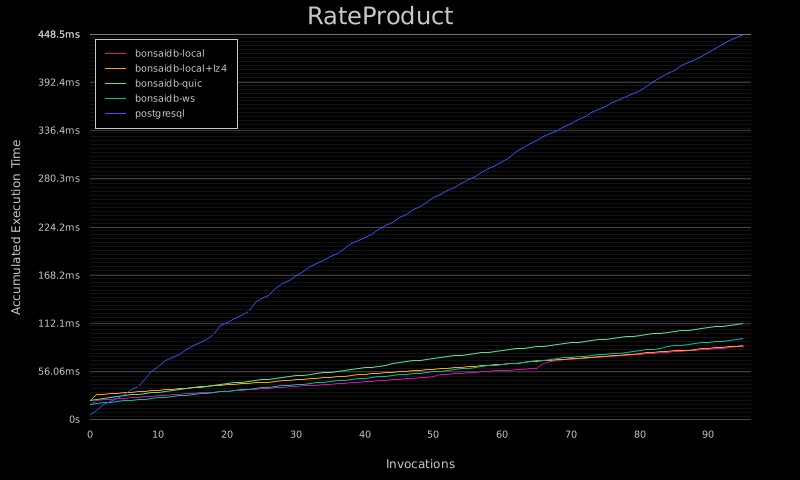 RateProduct
448.5ms
392.4ms
336.4ms
280.3ms
224.2ms
168.2ms
112.1ms
56.06ms
0s
Accumulated Execution Time
bonsaidb-local
bonsaidb-local+lz4
bonsaidb-quic
bonsaidb-ws
postgresql
0 10 20 30 40 50 60 70 80 90
Invocations